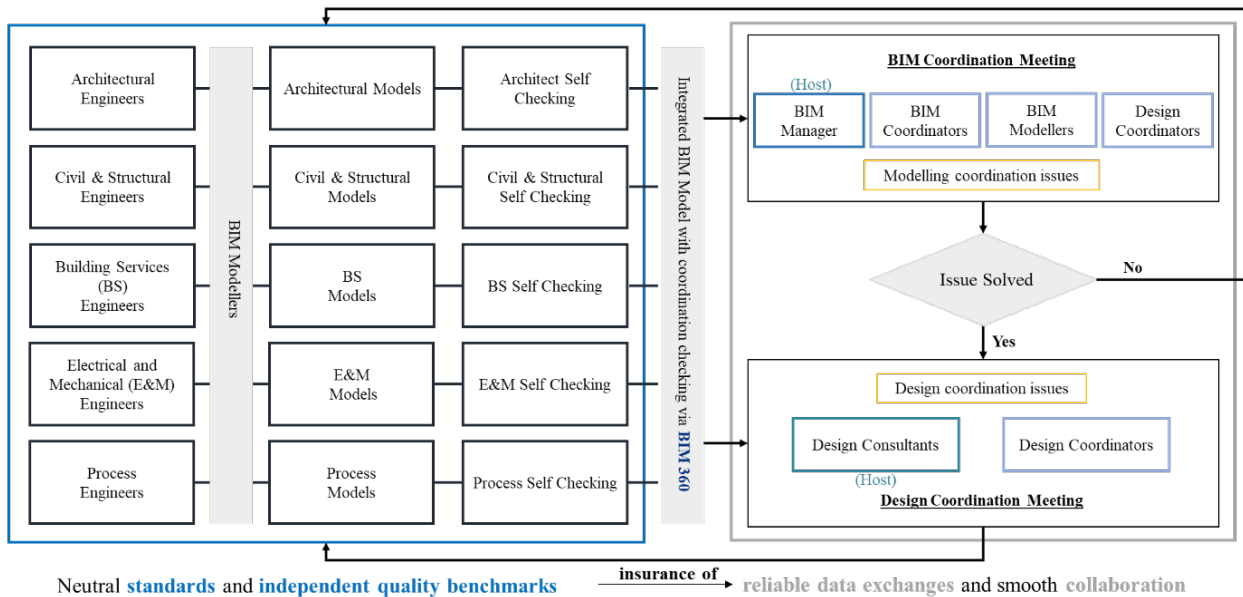 Architectural
Engineers
Civil & Structural
Engineers
Building Services
(BS)
Engineers
Electrical and
Mechanical (E&M)
Engineers
Process
Engineers
BIM Modellers
Architectural Models
Civil & Structural
Models
BS
Models
E&M
Models
Process
Models
Architect Self
Checking
Civil & Structural
Self Checking
BS Self Checking
E&M Self Checking
Process Self Checking
Integrated BIM Model with coordination checking via BIM 360
BIM Coordination Meeting
(Host)
BIM
Manager
BIM
Coordinators
BIM
Modellers
Design
Coordinators
Modelling coordination issues
Issue Solved
No
Yes
Design coordination issues
Design Consultants
Design Coordinators
(Host)
Design Coordination Meeting
Neutral standards and independent quality benchmarks insurance of reliable data exchanges and smooth collaboration